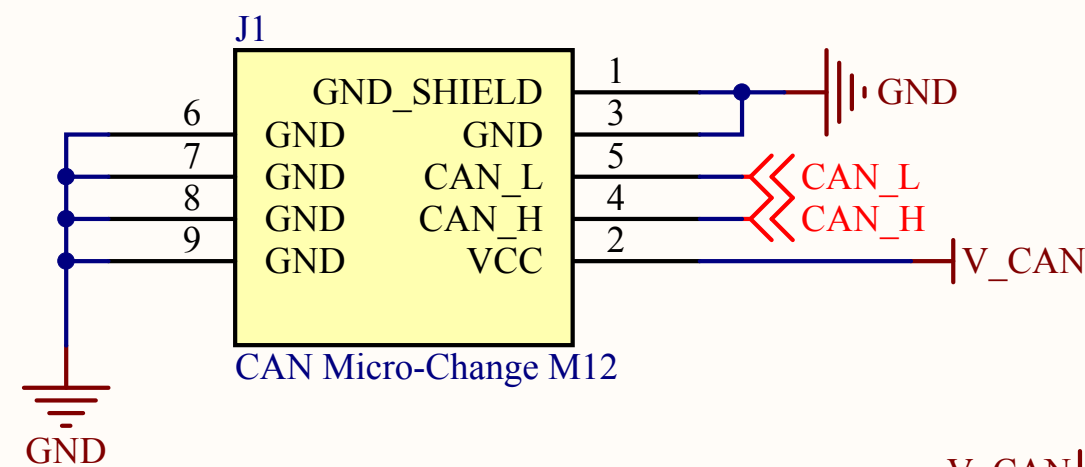 J1
GND_SHIELD 1
6 GND GND 3 GND
7 GND CAN_L 5 CAN_L
8 GND CAN_H 4 CAN_H
9 GND VCC 2 V_CAN
CAN Micro-Change M12
GND
V_CAN